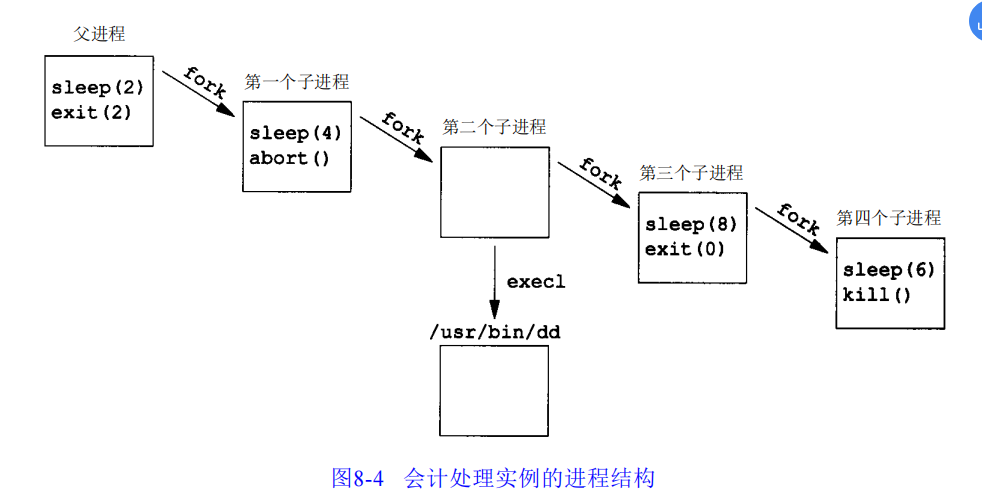 父进程
sleep(2)
exit(2)
fork
第一个子进程
sleep(4)
abort()
fork
第二个子进程
fork
第三个子进程
sleep(8)
exit(0)
fork
第四个子进程
sleep(6)
kill()
execl
/usr/bin/dd
图8-4 会计处理实例的进程结构